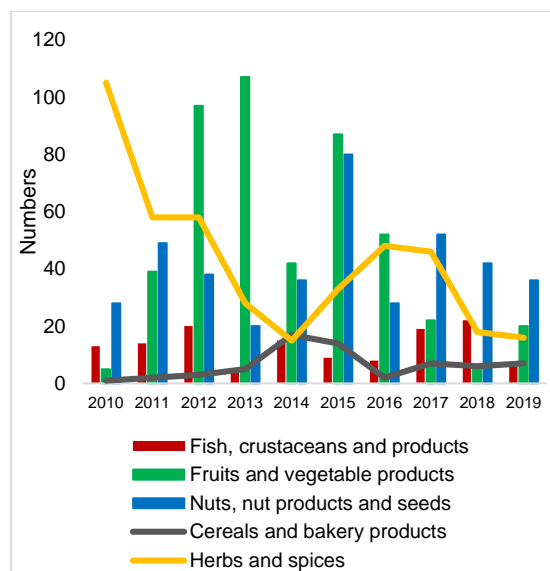 120
100
80
60
40
20
0
Numbers
2010 2011 2012 2013 2014 2015 2016 2017 2018 2019
Fish, crustaceans and products
Fruits and vegetable products
Nuts, nut products and seeds
Cereals and bakery products
Herbs and spices